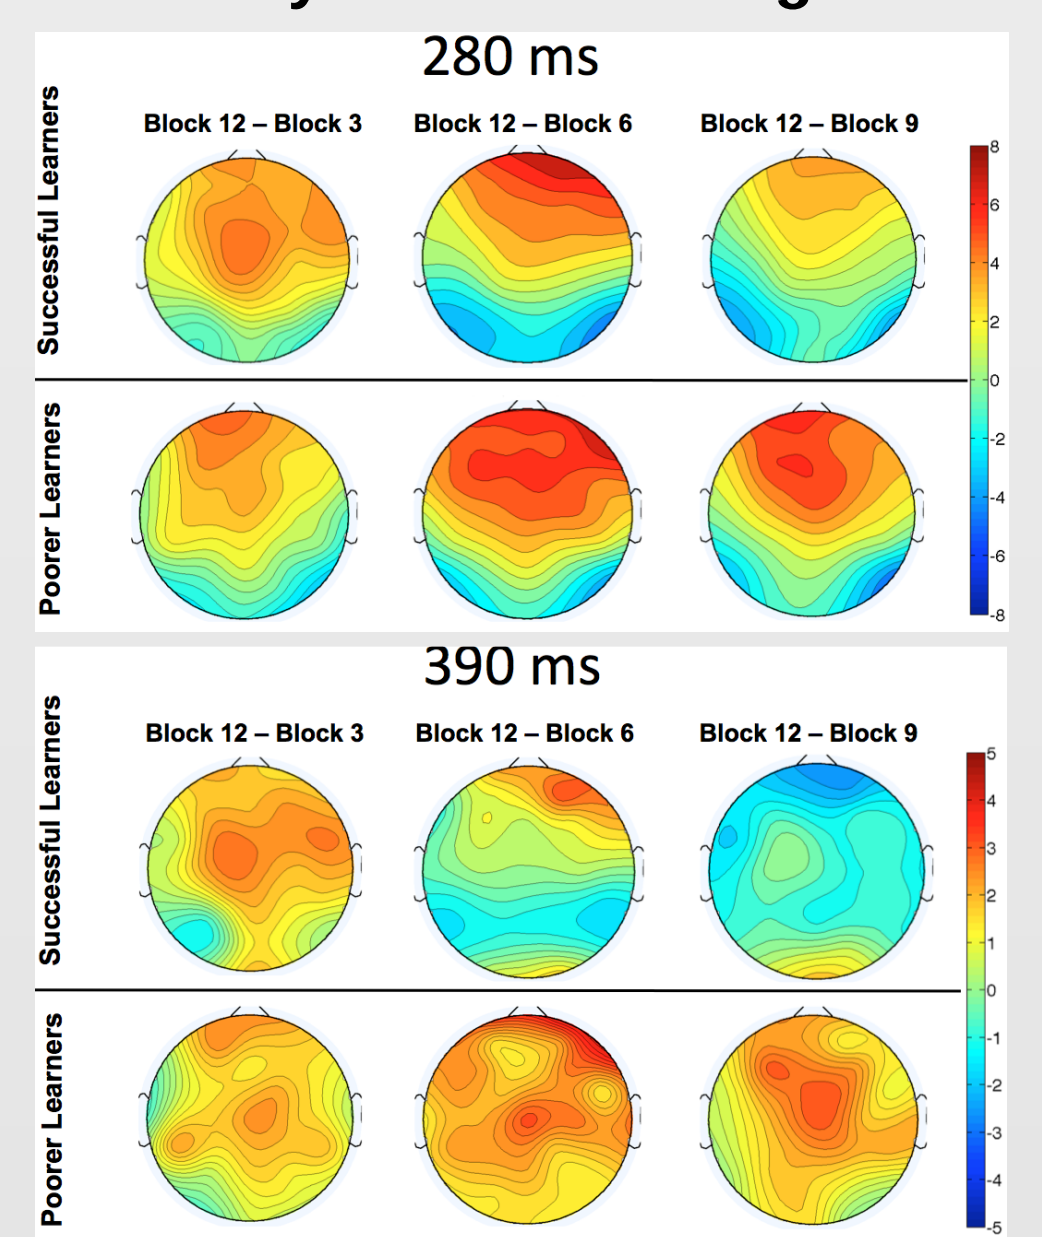 280 ms
Successful Learners
Block 12 – Block 3
Block 12 – Block 6
Block 12 – Block 9
8
6
4
2
0
-2
-4
-6
-8
Poorer Learners
390 ms
Successful Learners
Block 12 – Block 3
Block 12 – Block 6
Block 12 – Block 9
5
4
3
2
1
0
-1
-2
-3
-4
-5
Poorer Learners